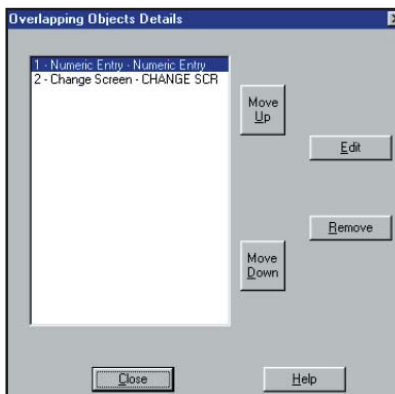 Overlapping Objects Details
1 - Numeric Entry - Numeric Entry
2 - Change Screen - CHANGE SCR
Move
Up
Edit
Remove
Move
Down
Close
Help